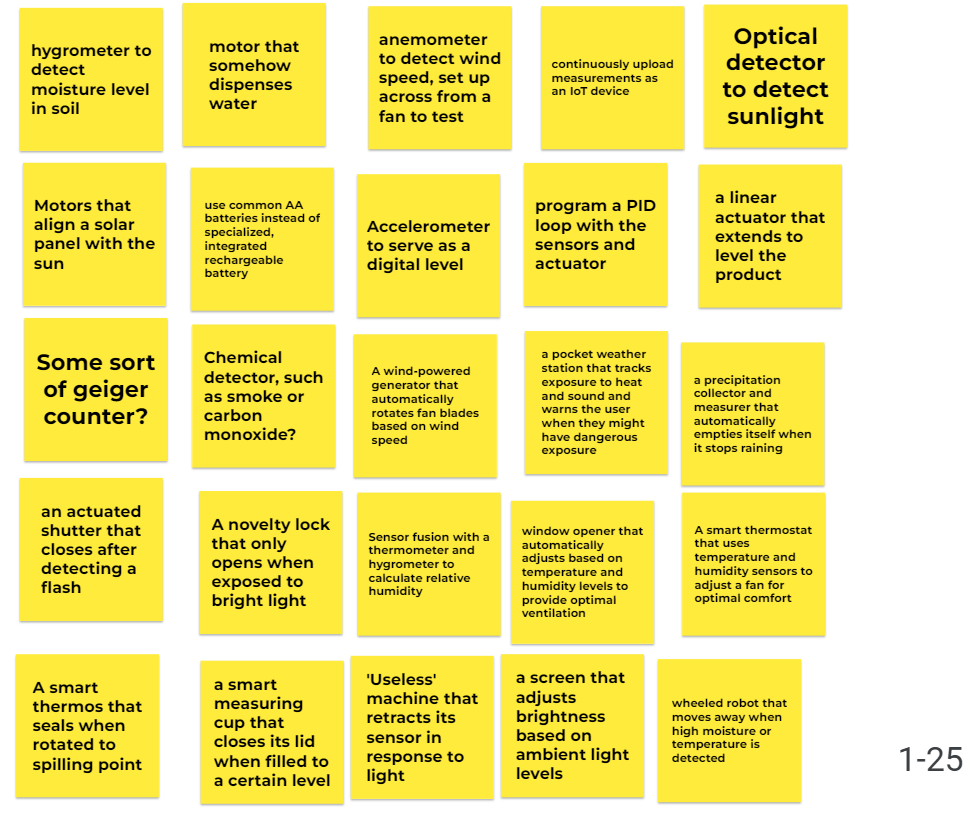 hygrometer to
detect
moisture level
in soil
motor that
somehow
dispenses
water
anemometer
to detect wind
speed, set up
across from a
fan to test
continuously upload
measurements as
an IoT device
Optical
detector
to detect
sunlight
Motors that
align a solar
panel with the
sun
use common AA
batteries instead of
specialized,
integrated
rechargeable
battery
Accelerometer
to serve as a
digital level
program a PID
loop with the
sensors and
actuator
a linear
actuator that
extends to
level the
product
Some sort
of geiger
counter?
Chemical
detector, such
as smoke or
carbon
monoxide?
A wind-powered
generator that
automatically
rotates fan blades
based on wind
speed
a pocket weather
station that tracks
exposure to heat
and sound and
warns the user
when they might
have dangerous
exposure
a precipitation
collector and
measurer that
automatically
empties itself when
it stops raining
an actuated
shutter that
closes after
detecting a
flash
A novelty lock
that only
opens when
exposed to
bright light
Sensor fusion with a
thermometer and
hygrometer to
calculate relative
humidity
window opener that
automatically
adjusts based on
temperature and
humidity levels to
provide optimal
ventilation
A smart thermostat
that uses
temperature and
humidity sensors to
adjust a fan for
optimal comfort
A smart
thermos that
seals when
rotated to
spilling point
a smart
measuring
cup that
closes its lid
when filled to
a certain level
'Useless'
machine that
retracts its
sensor in
response to
light
a screen that
adjusts
brightness
based on
ambient light
levels
wheeled robot that
moves away when
high moisture or
temperature is
detected
1-25